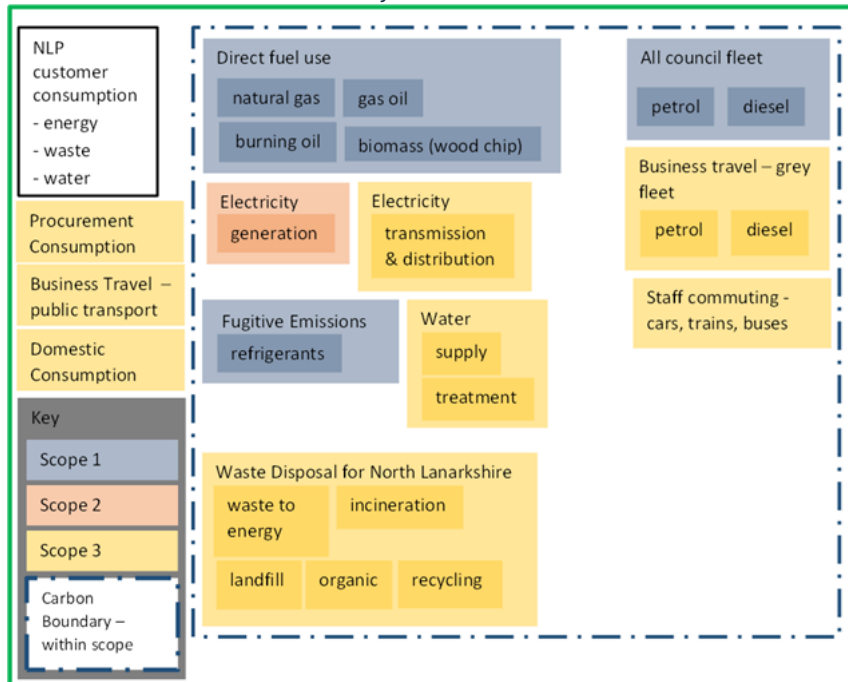 NLP
customer
consumption
- energy
- waste
- water
Procurement
Consumption
Business Travel –
public transport
Domestic
Consumption
Key
Scope 1
Scope 2
Scope 3
Carbon
Boundary –
within scope
Direct fuel use
natural gas
gas oil
burning oil
biomass (wood chip)
Electricity
generation
Electricity
transmission
& distribution
Fugitive Emissions
refrigerants
Water
supply
treatment
Waste Disposal for North Lanarkshire
waste to
energy
incineration
landfill
organic
recycling
All council fleet
petrol
diesel
Business travel – grey
fleet
petrol
diesel
Staff commuting -
cars, trains, buses